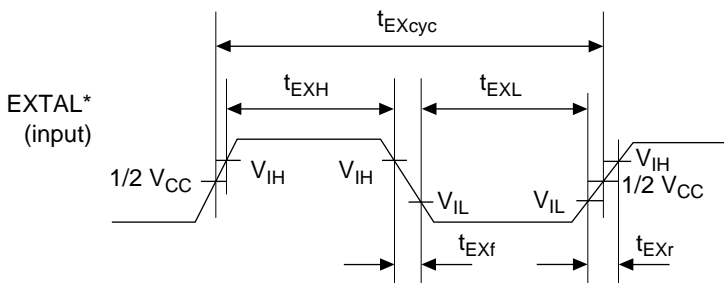 tEXcyc
tEXH
tEXL
EXTAL*
(input)
1/2 VCC
VIH
VIH
VIL
VIL
VIH
1/2 VCC
tEXf
tEXr